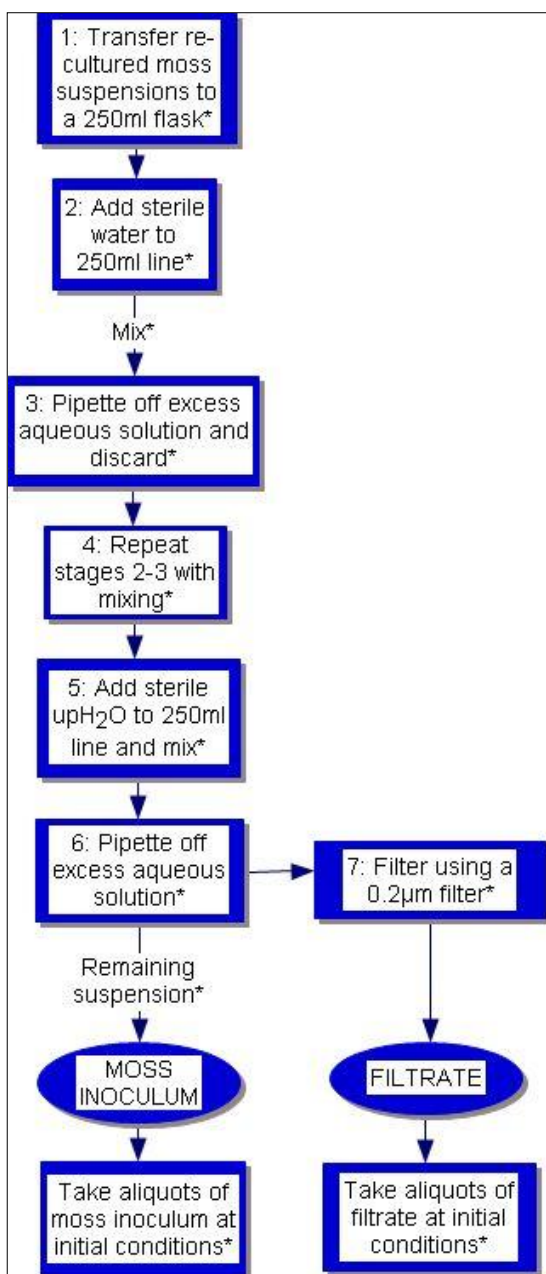 1: Transfer re-
cultured moss
suspensions to
a 250ml flask*
2: Add sterile
water to
250ml line*
Mix*
3: Pipette off excess
aqueous solution and
discard*
4: Repeat
stages 2-3 with
mixing*
5: Add sterile
upH₂O to 250ml
line and mix*
6: Pipette off
excess aqueous
solution*
7: Filter using a
0.2µm filter*
Remaining
suspension*
MOSS
INOCULUM
FILTRATE
Take aliquots of
moss inoculum at
initial conditions*
Take aliquots of
filtrate at initial
conditions*